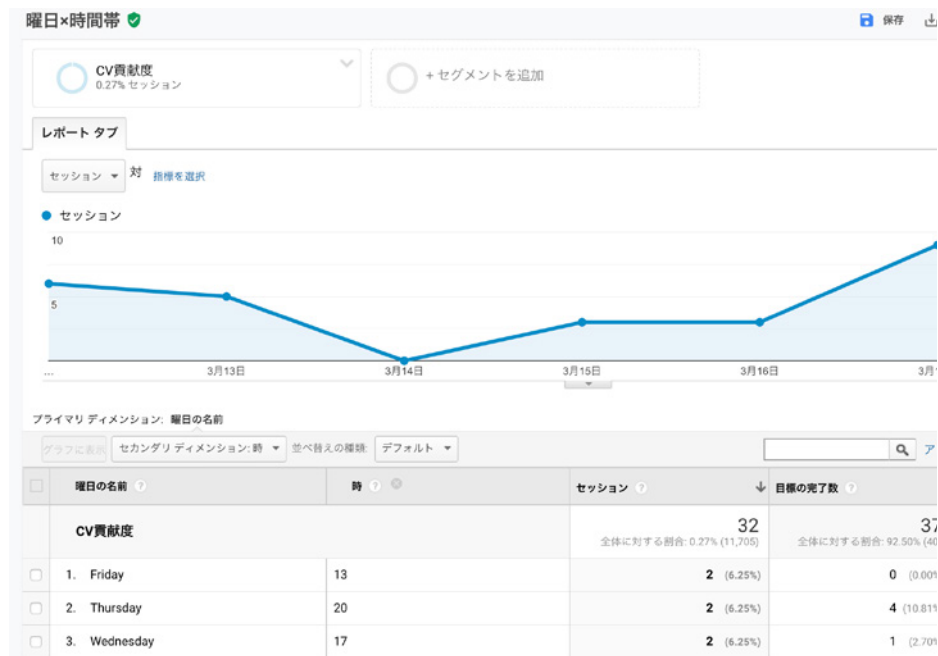 曜日×時間帯
保存
CV貢献度
0.27% セッション
+ セグメントを追加
レポート タブ
セッション 対 指標を選択
セッション
10
5
... 3月13日 3月14日 3月15日 3月16日 3月1
プライマリ ディメンション: 曜日の名前
グラフに表示 セカンダリ ディメンション: 時 並べ替えの種類: デフォルト ア
曜日の名前 時 セッション 目標の完了数
CV貢献度 32 37
全体に対する割合: 0.27% (11,705) 全体に対する割合: 92.50% (40
1. Friday 13 2 (6.25%) 0 (0.00%
2. Thursday 20 2 (6.25%) 4 (10.81%
3. Wednesday 17 2 (6.25%) 1 (2.70%